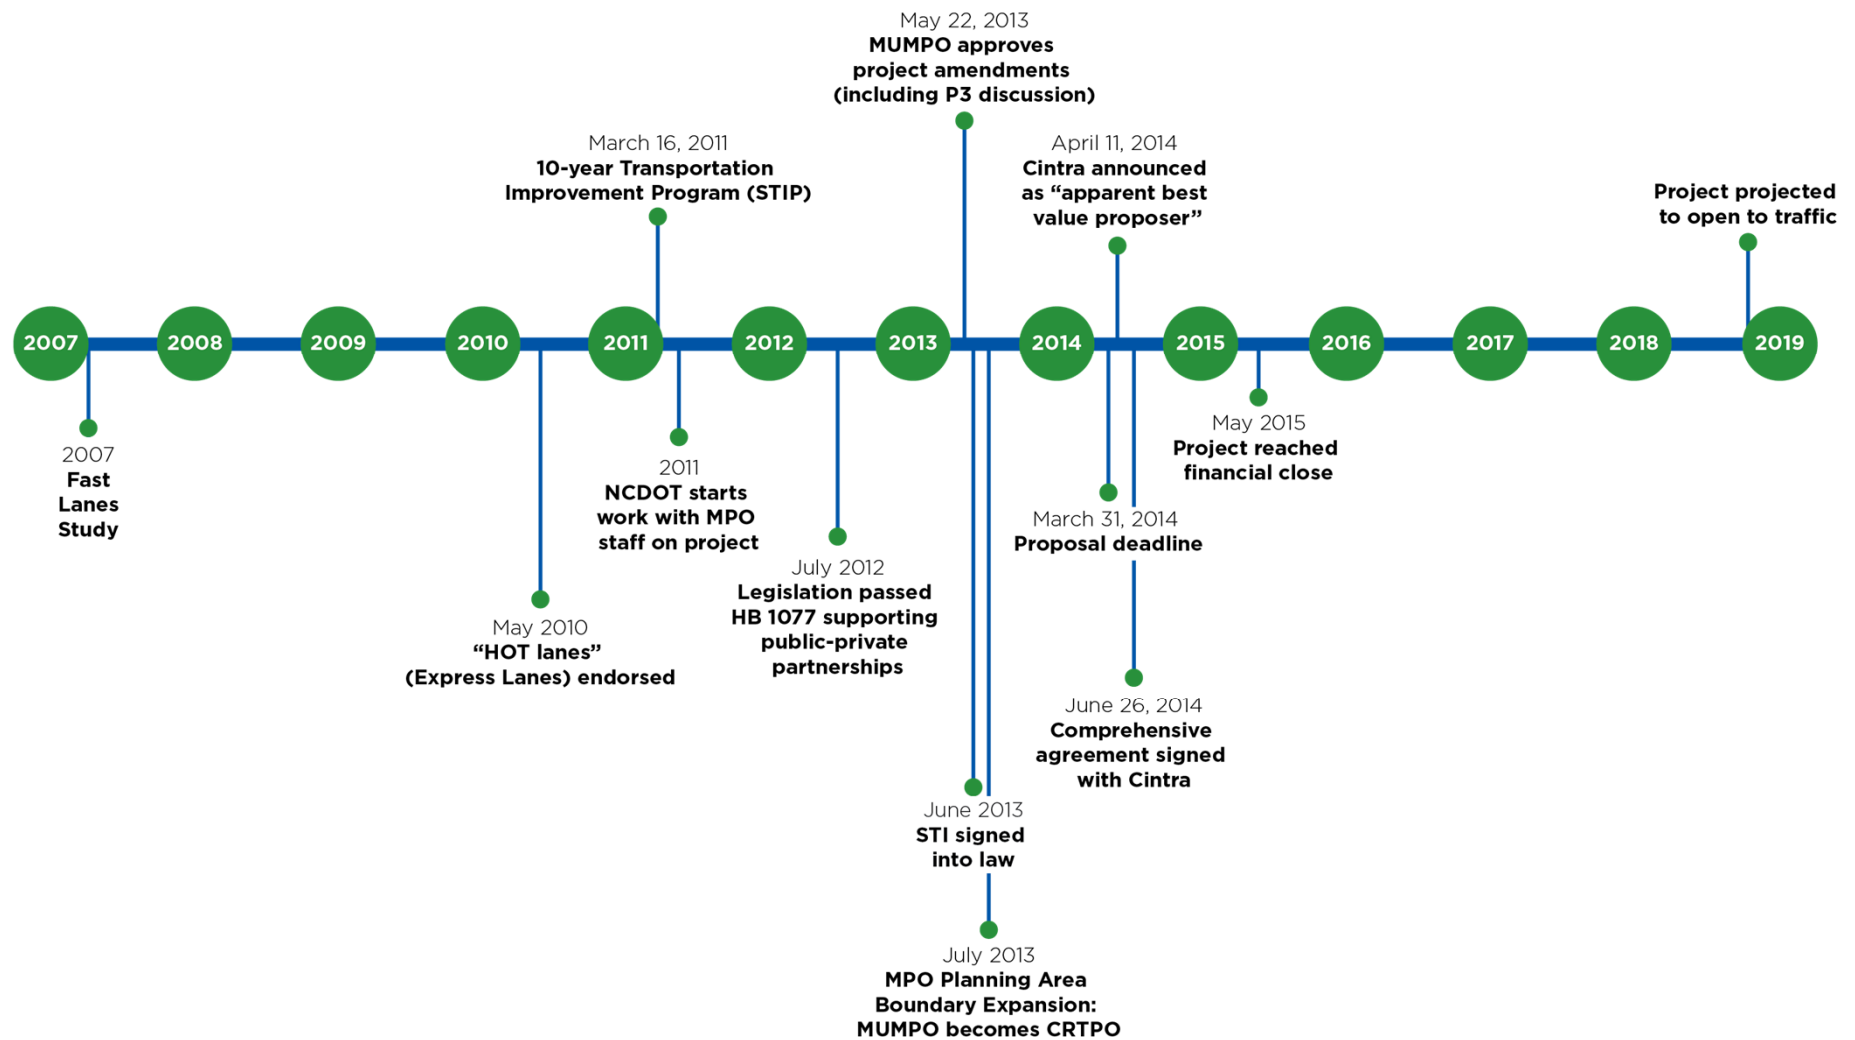 May 22, 2013
MUMPO approves
project amendments
(including P3 discussion)
March 16, 2011
10-year Transportation
Improvement Program (STIP)
April 11, 2014
Cintra announced
as “apparent best
value proposer”
Project projected
to open to traffic
2007
2008
2009
2010
2011
2012
2013
2014
2015
2016
2017
2018
2019
2007
Fast
Lanes
Study
May 2010
“HOT lanes”
(Express Lanes) endorsed
2011
NCDOT starts
work with MPO
staff on project
July 2012
Legislation passed
HB 1077 supporting
public-private
partnerships
June 2013
STI signed
into law
July 2013
MPO Planning Area
Boundary Expansion:
MUMPO becomes CRTPO
March 31, 2014
Proposal deadline
June 26, 2014
Comprehensive
agreement signed
with Cintra
May 2015
Project reached
financial close